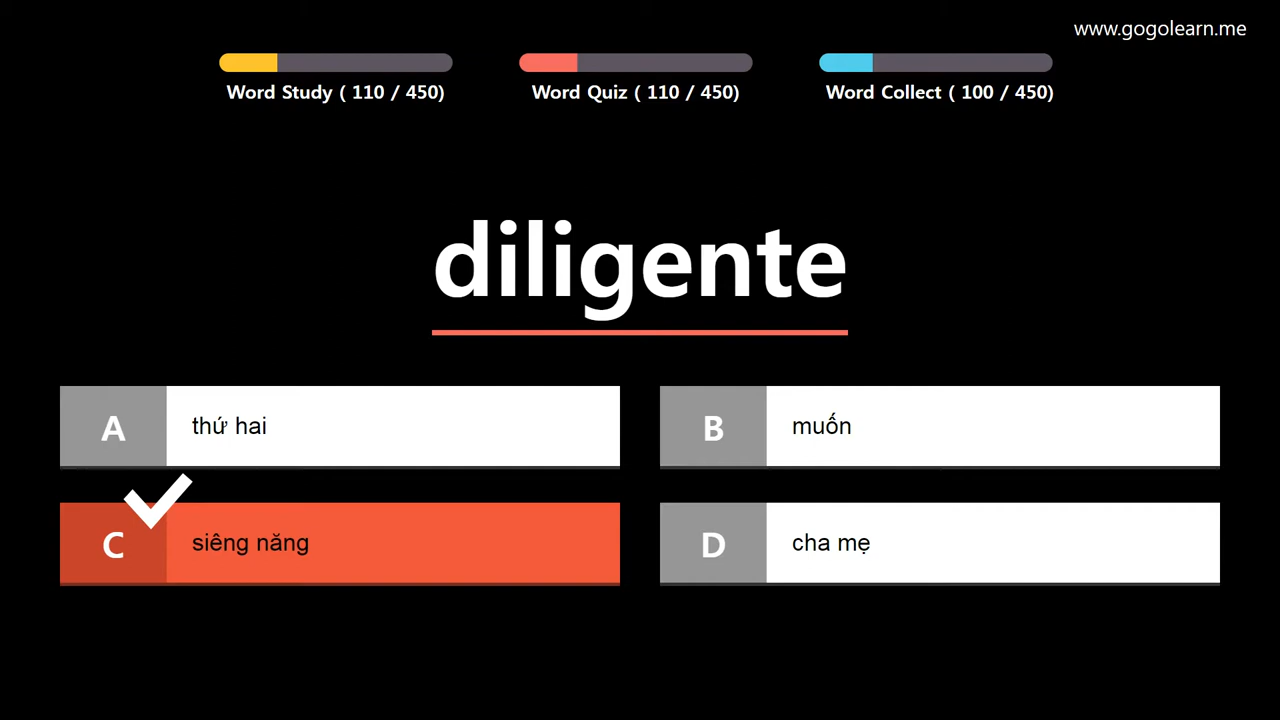 www.gogolearn.me
Word Study ( 110 / 450)
Word Quiz ( 110 / 450)
Word Collect ( 100 / 450)
diligente
A
thứ hai
B
muốn
C
siêng năng
D
cha mẹ